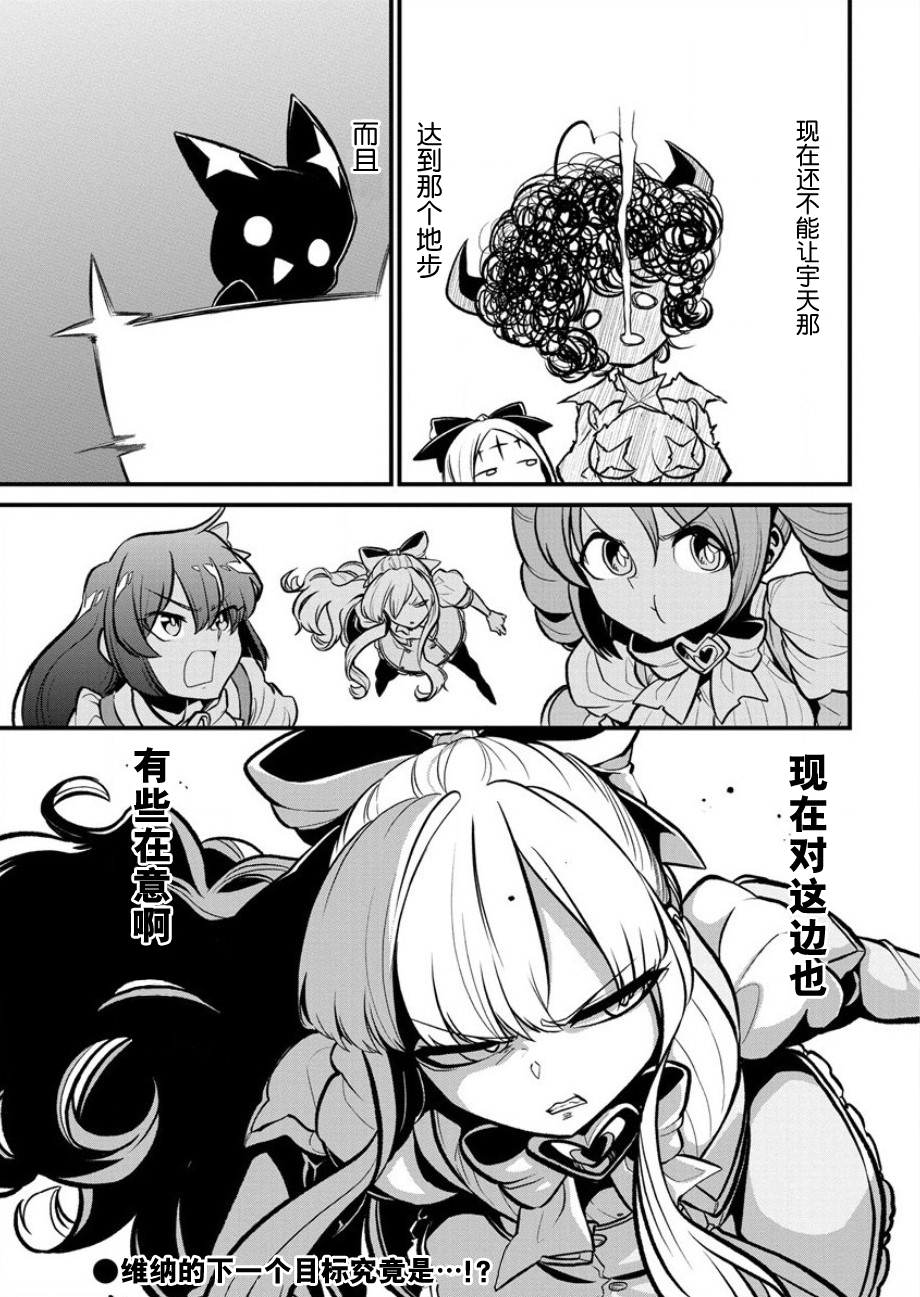 现在还不能让宇天那
达到那个地步
而且
现在对这边也
有些在意啊
●维纳的下一个目标究竟是…!?